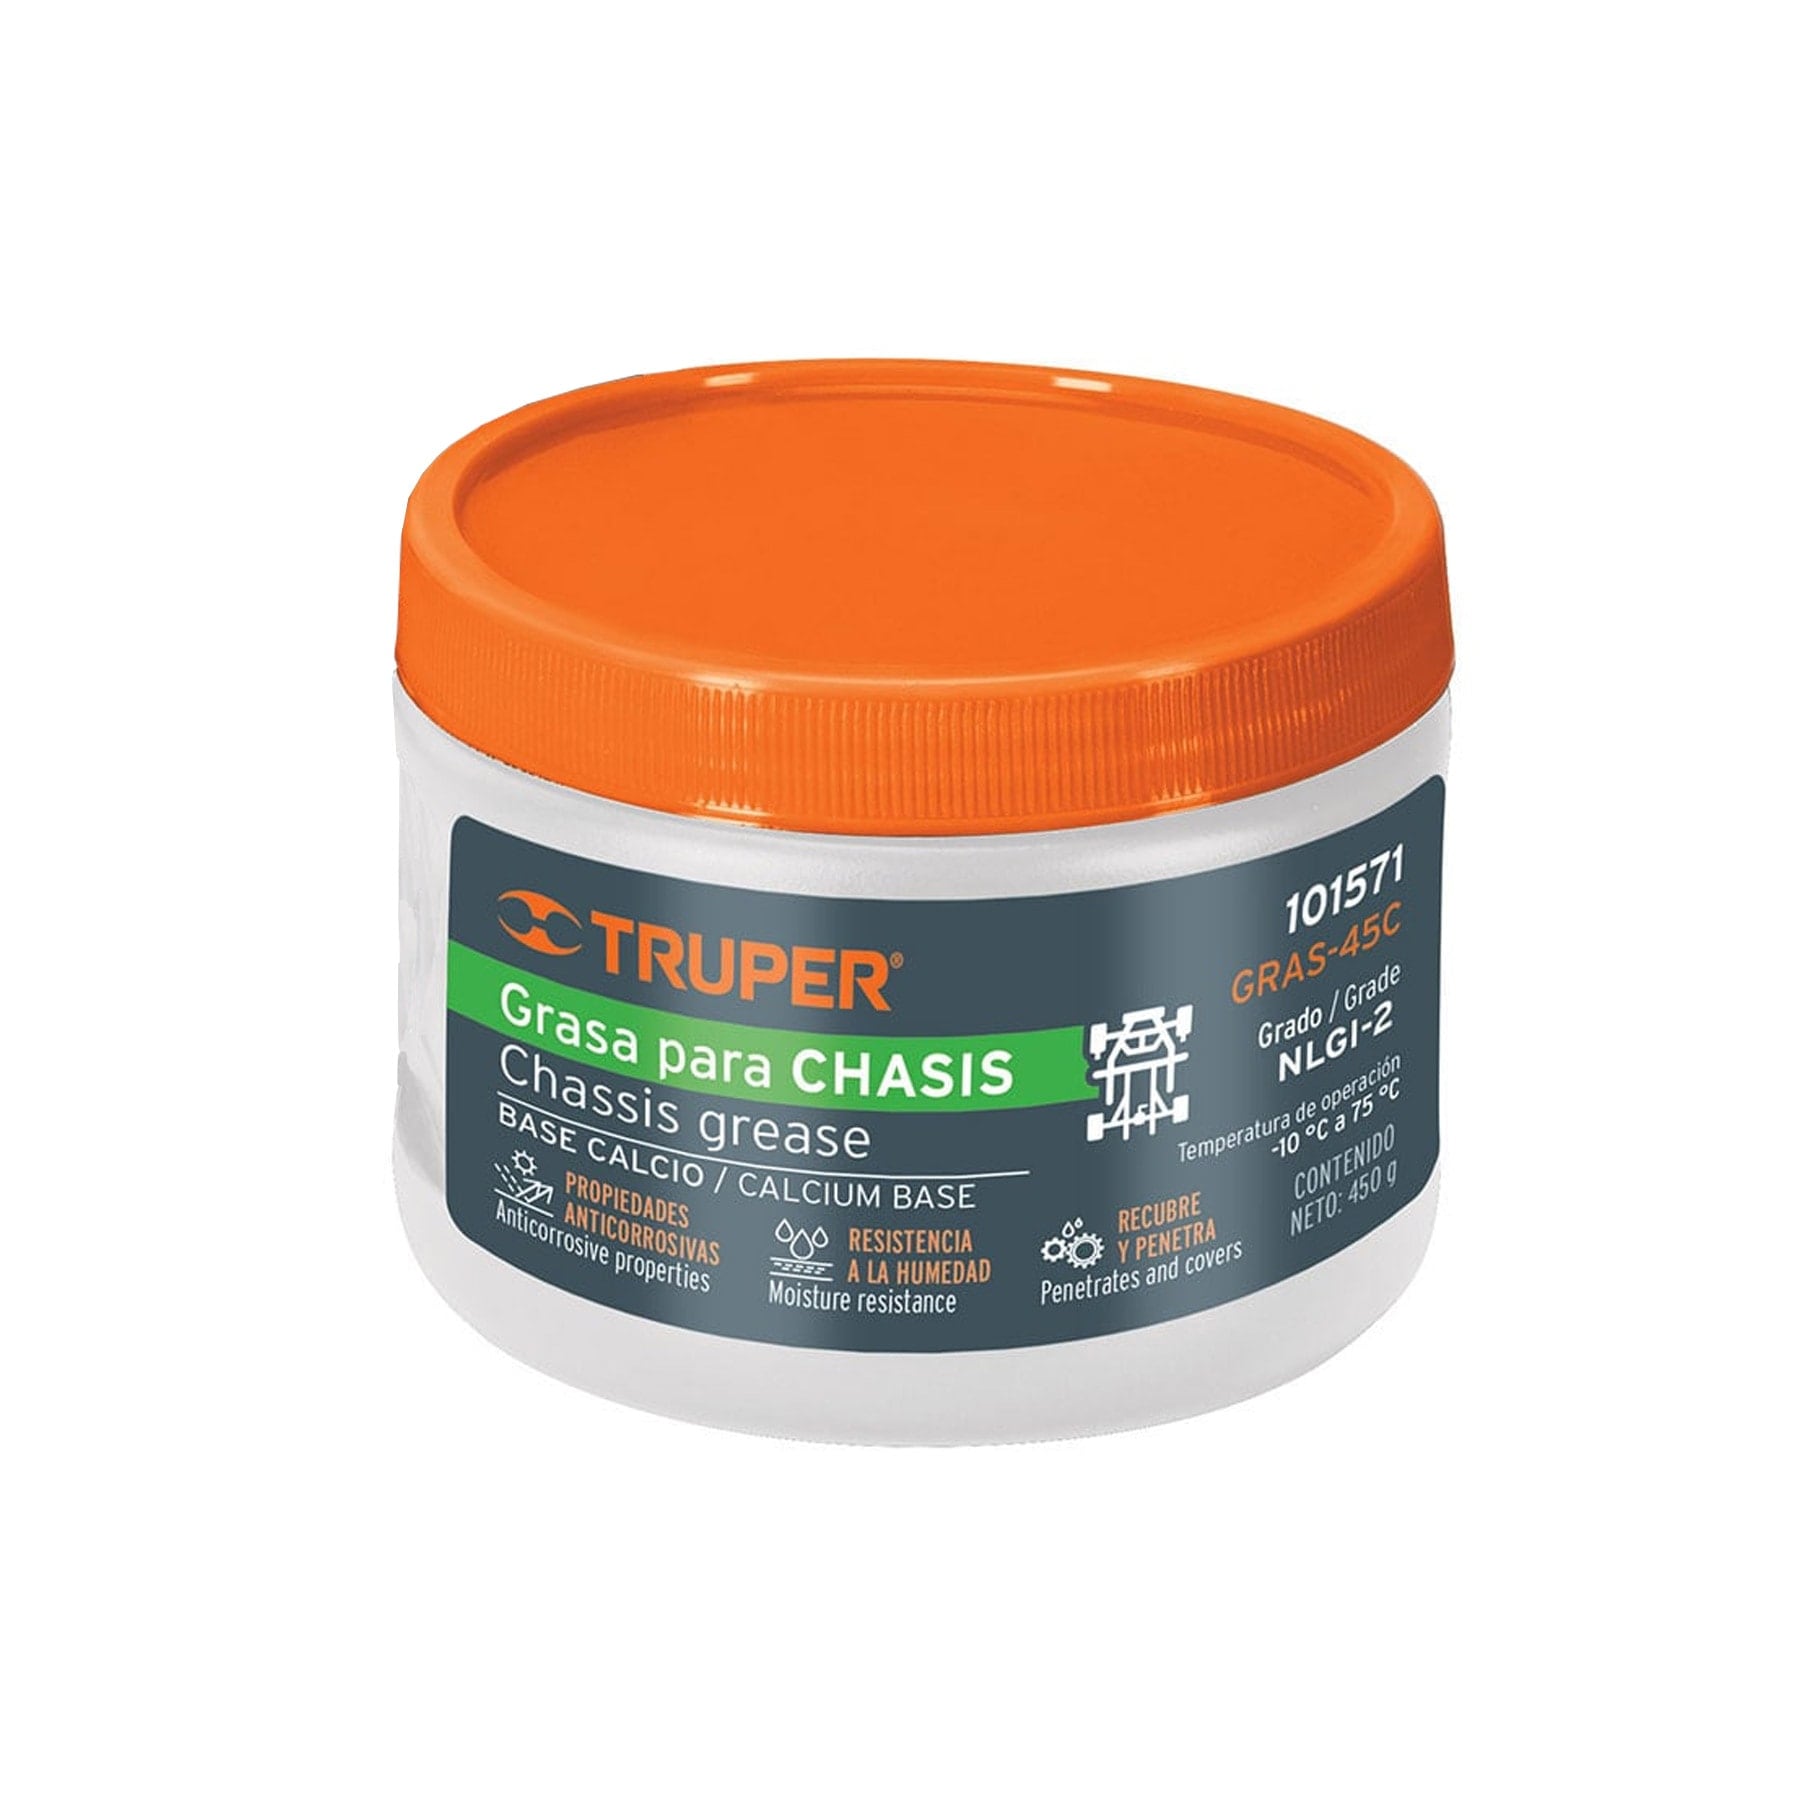 TRUPER®
Grasa para CHASIS
Chassis grease
BASE CALCIO / CALCIUM BASE
PROPIEDADES
ANTICORROSIVAS
Anticorrosive properties
RESISTENCIA
A LA HUMEDAD
Moisture resistance
RECUBRE
Y PENETRA
Penetrates and covers
101571
GRAS-45C
Grado / Grade
NLGI-2
Temperatura de operación
-10 °C a 75 °C
CONTENIDO
NETO: 450 g